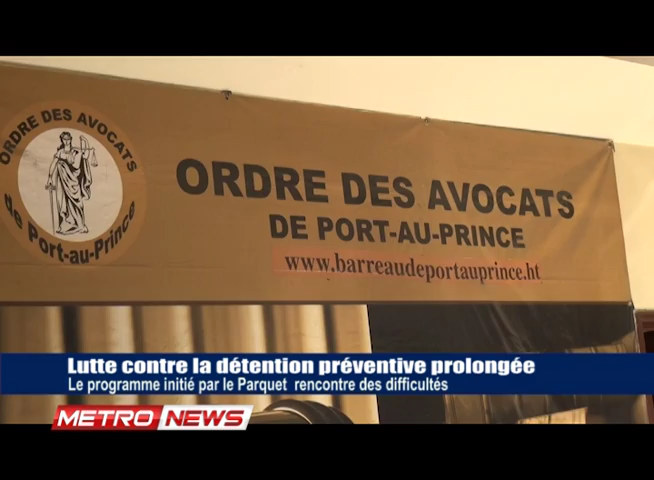 ORDRE DES AVOCATS
de Port-au-Prince
ORDRE DES AVOCATS
DE PORT-AU-PRINCE
www.barreaudeportauprince.ht
Lutte contre la détention préventive prolongée
Le programme initié par le Parquet rencontre des difficultés
METRO NEWS